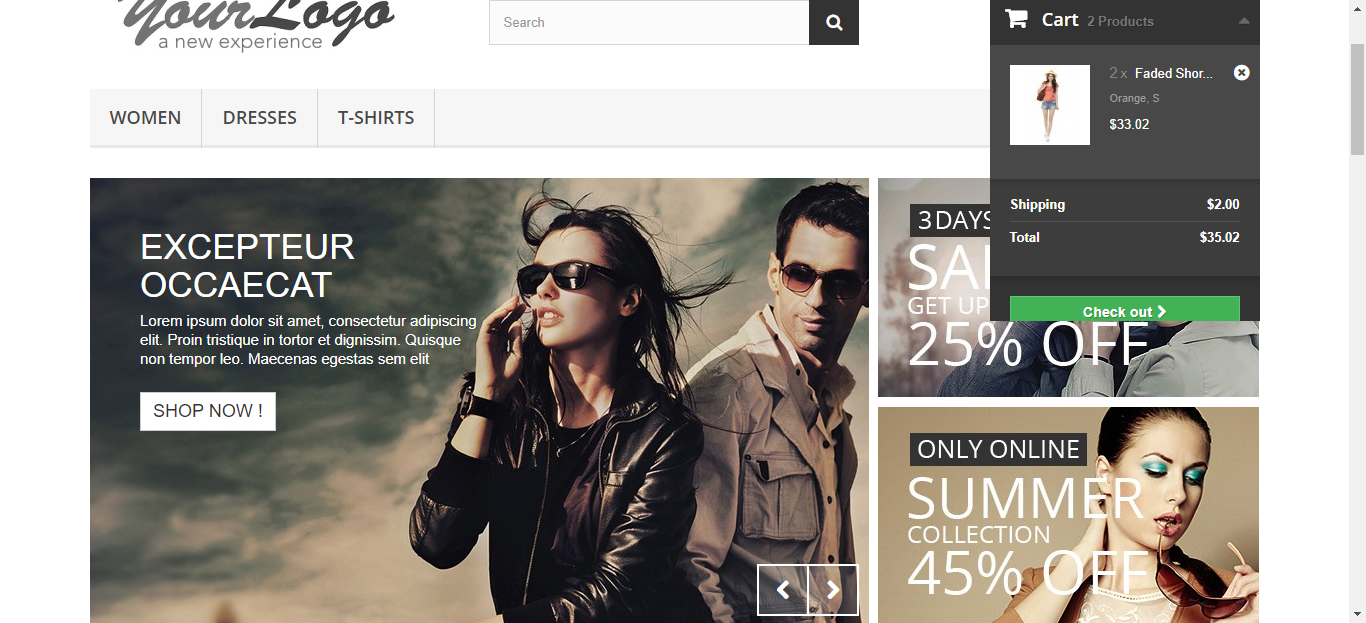 YourLogo
a new experience
Search
Cart 2 Products
2 x Faded Shor...
Orange, S
$33.02
Shipping $2.00
Total $35.02
Check out
WOMEN DRESSES T-SHIRTS
EXCEPTEUR
OCCAECAT
Lorem ipsum dolor sit amet, consectetur adipiscing
elit. Proin tristique in tortor et dignissim. Quisque
non tempor leo. Maecenas egestas sem elit
SHOP NOW !
3 DAYS
SAL
GET UP
25% OFF
ONLY ONLINE
SUMMER
COLLECTION
45% OFF